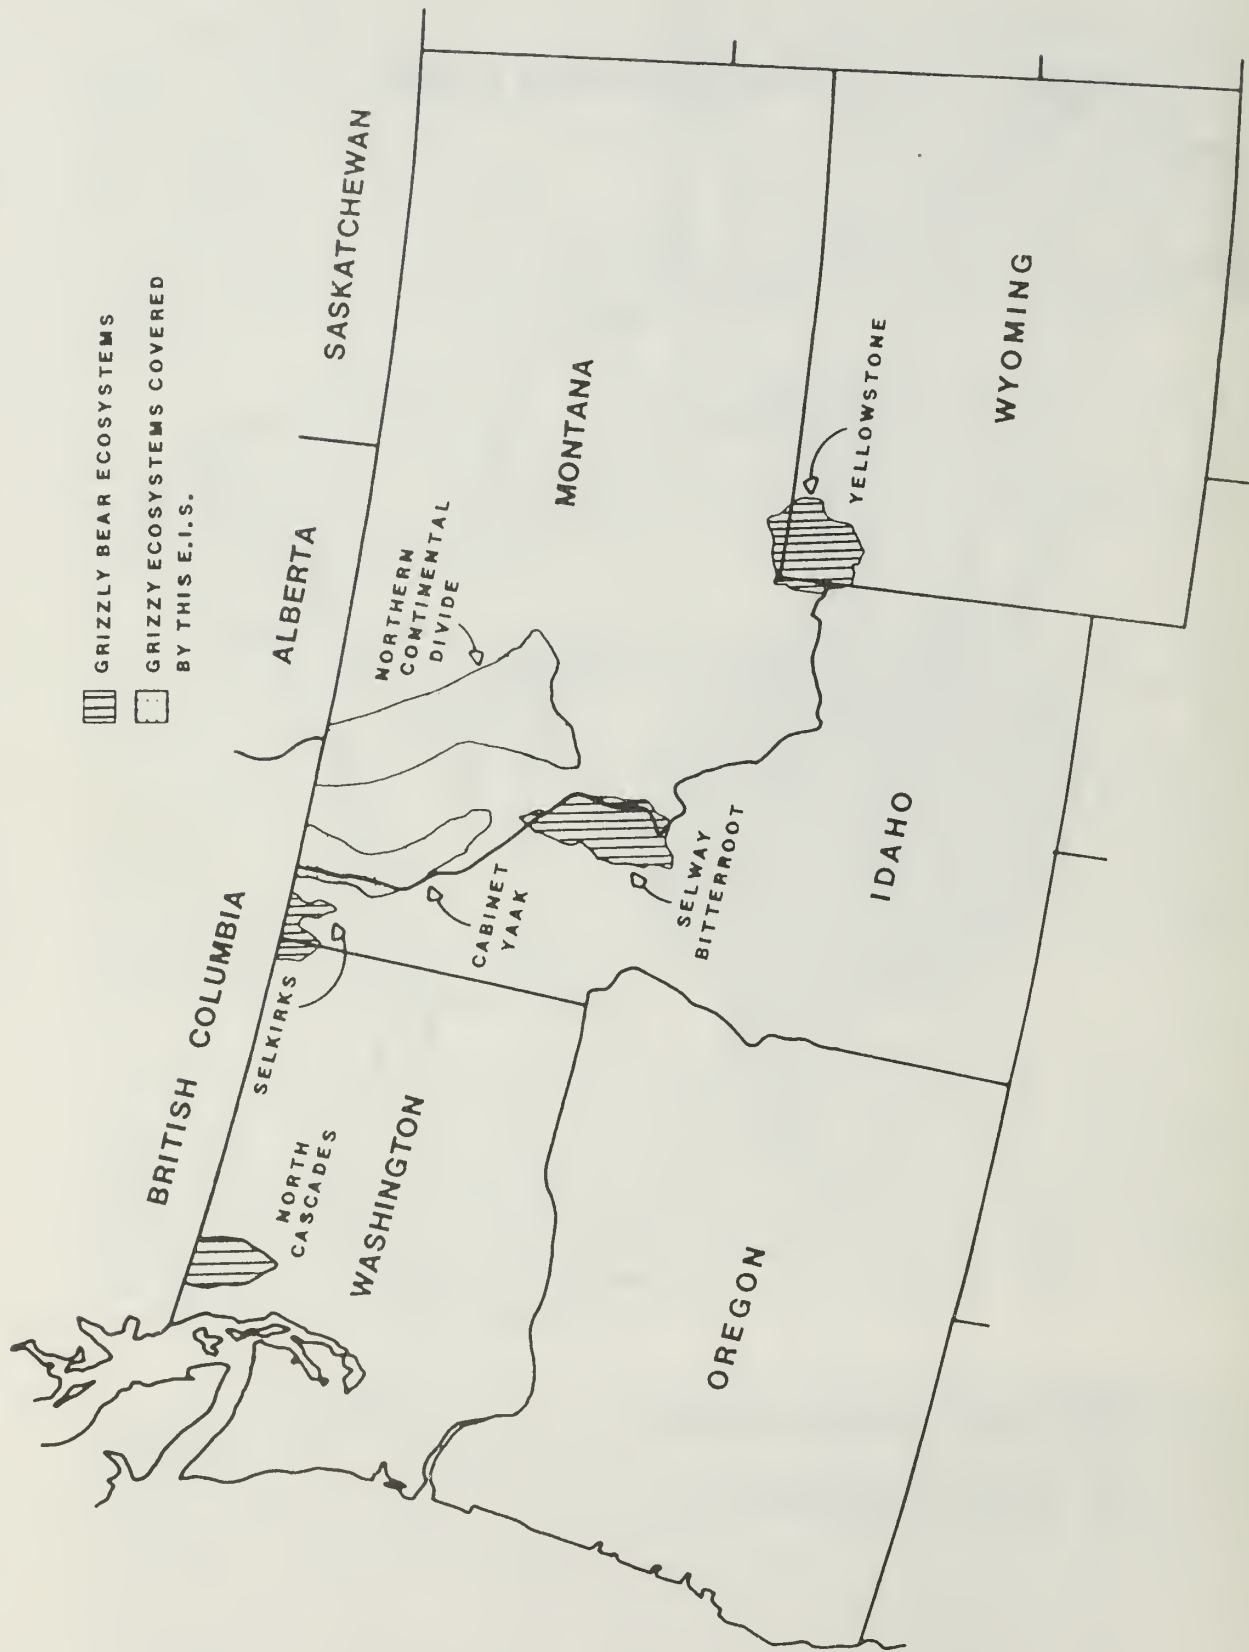 GRIZZLY BEAR ECOSYSTEMS
GRIZZY ECOSYSTEMS COVERED
BY THIS E.I.S.
BRITISH COLUMBIA
ALBERTA
SASKATCHEWAN
NORTH
CASCADES
SELKIRKS
CABINET
YAAK
NORTHERN
CONTINENTAL
DIVIDE
WASHINGTON
MONTANA
SELWAY
BITTERROOT
YELLOWSTONE
OREGON
IDAHO
WYOMING